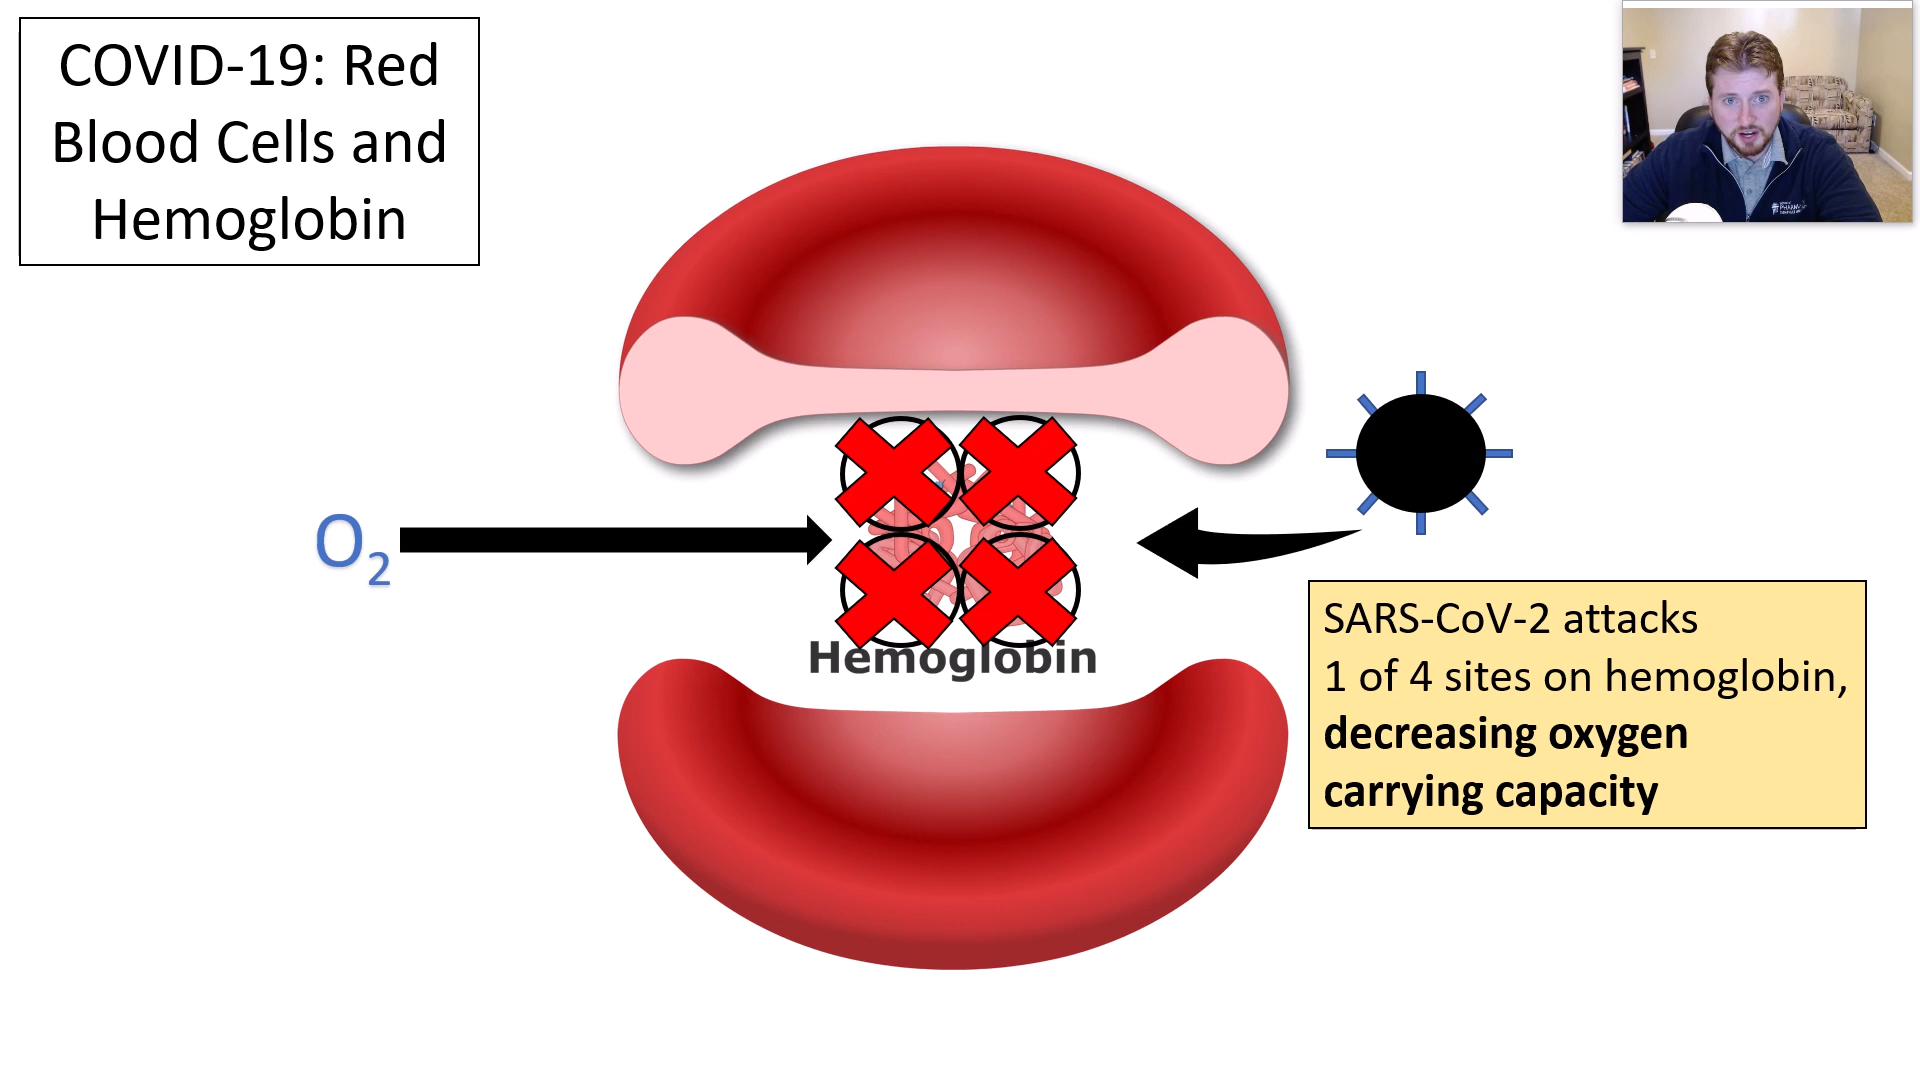 COVID-19: Red
Blood Cells and
Hemoglobin
O2
Hemoglobin
SARS-CoV-2 attacks
1 of 4 sites on hemoglobin,
decreasing oxygen
carrying capacity